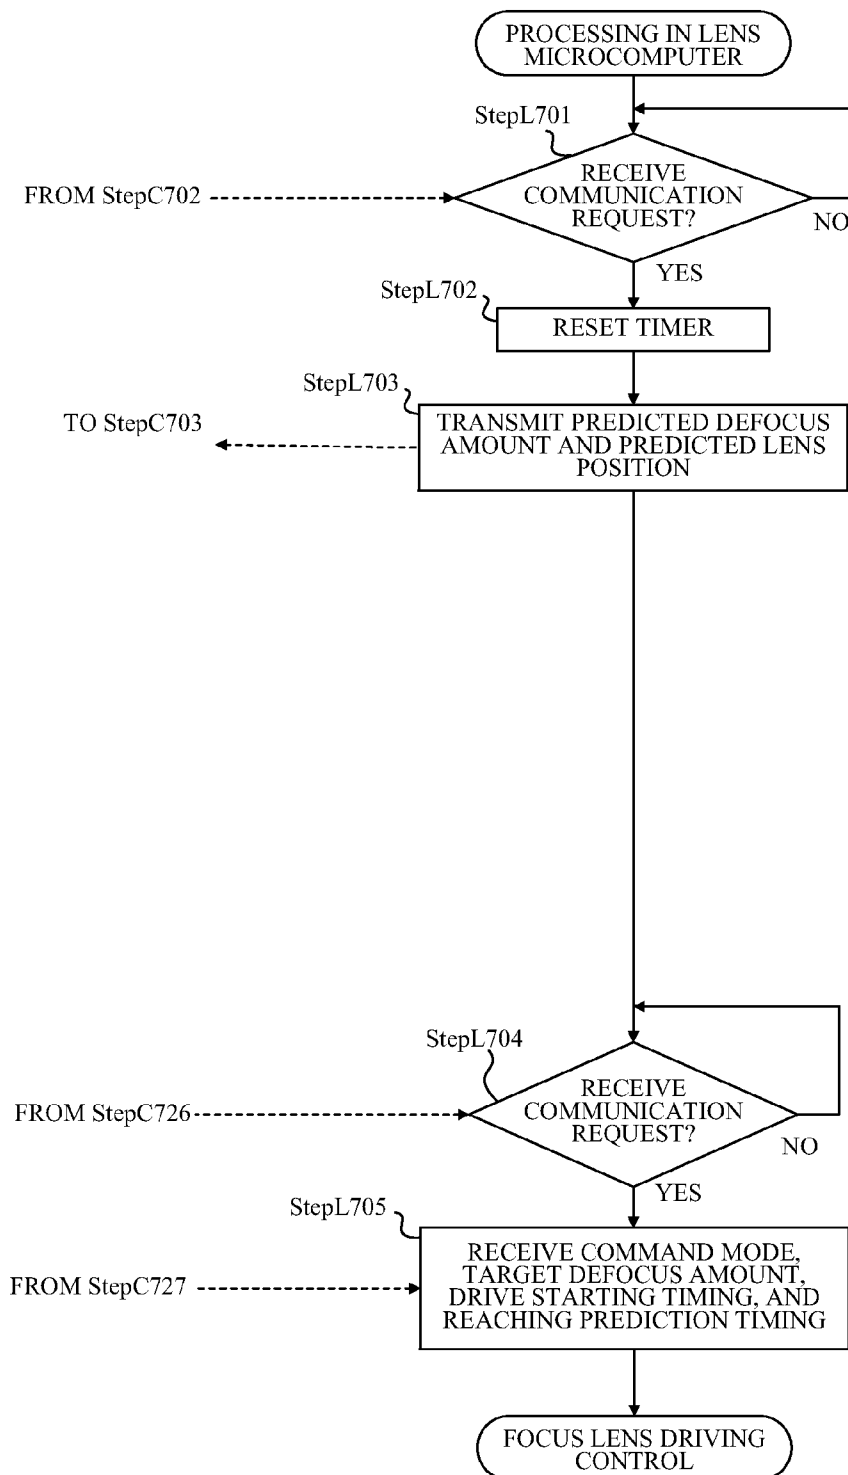 PROCESSING IN LENS
MICROCOMPUTER
StepL701
RECEIVE
COMMUNICATION
REQUEST?
FROM StepC702
NO
YES
StepL702
RESET TIMER
StepL703
TO StepC703
TRANSMIT PREDICTED DEFOCUS
AMOUNT AND PREDICTED LENS
POSITION
StepL704
RECEIVE
COMMUNICATION
REQUEST?
FROM StepC726
NO
YES
StepL705
RECEIVE COMMAND MODE,
TARGET DEFOCUS AMOUNT,
DRIVE STARTING TIMING, AND
REACHING PREDICTION TIMING
FROM StepC727
FOCUS LENS DRIVING
CONTROL